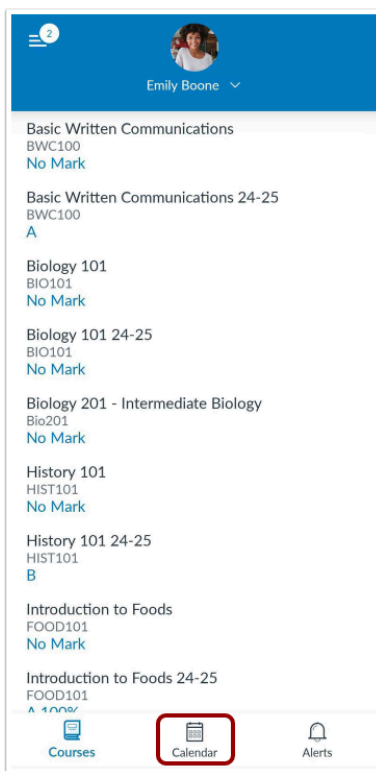 2
Emily Boone
Basic Written Communications
BWC100
No Mark
Basic Written Communications 24-25
BWC100
A
Biology 101
BIO101
No Mark
Biology 101 24-25
BIO101
No Mark
Biology 201 - Intermediate Biology
Bio201
No Mark
History 101
HIST101
No Mark
History 101 24-25
HIST101
B
Introduction to Foods
FOOD101
No Mark
Introduction to Foods 24-25
FOOD101
A 100%
Courses
Calendar
Alerts